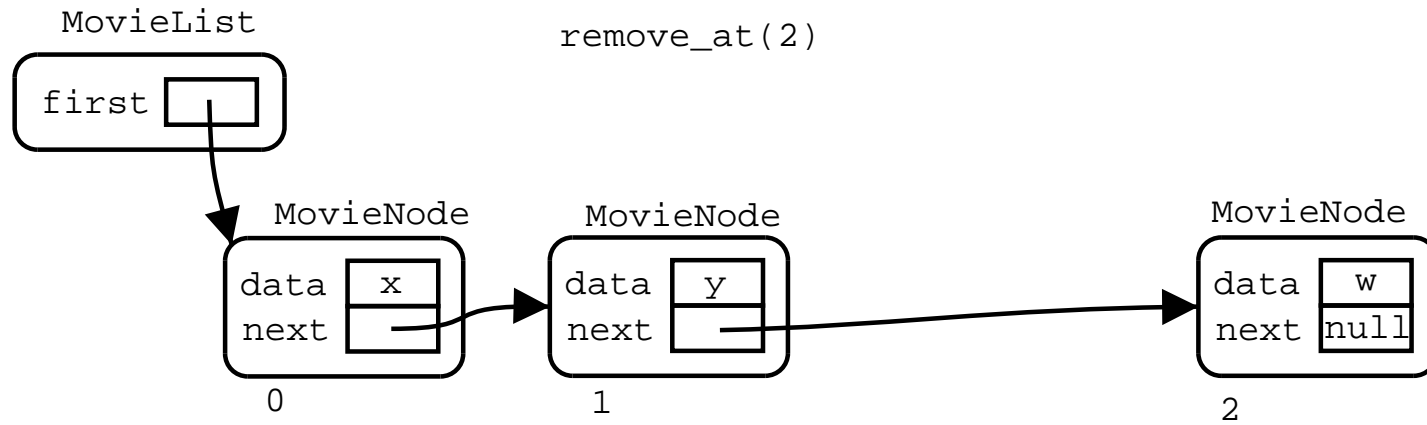 MovieList
remove_at(2)
first
MovieNode
MovieNode
MovieNode
data x
next
data y
next
data w
next null
0
1
2